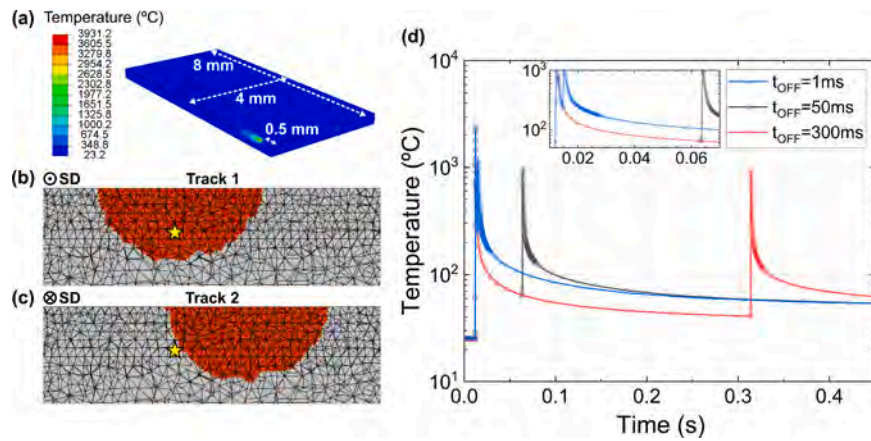 (a)
Temperature (ºC)
3931.2
3605.5
3279.8
2954.2
2628.5
2302.8
1977.2
1651.5
1325.8
1000.2
674.5
348.8
23.2
8 mm
4 mm
0.5 mm
(b)
⊙SD
Track 1
(c)
⊗SD
Track 2
(d)
Temperature (ºC)
10⁴
10³
10²
10¹
0.0
0.1
0.2
0.3
0.4
Time (s)
10³
10²
0.02
0.04
0.06
tOFF=1ms
tOFF=50ms
tOFF=300ms